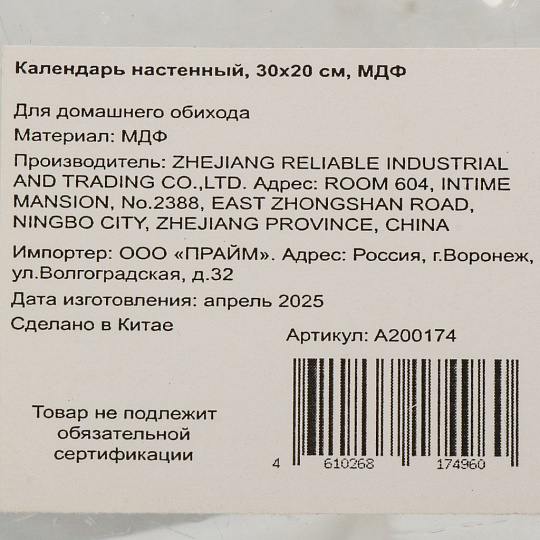 Календарь настенный, 30х20 см, МДФ
Для домашнего обихода
Материал: МДФ
Производитель: ZHEJIANG RELIABLE INDUSTRIAL
AND TRADING CO.,LTD. Адрес: ROOM 604, INTIME
MANSION, No.2388, EAST ZHONGSHAN ROAD,
NINGBO CITY, ZHEJIANG PROVINCE, CHINA
Импортер: ООО «ПРАЙМ». Адрес: Россия, г.Воронеж,
ул.Волгоградская, д.32
Дата изготовления: апрель 2025
Сделано в Китае
Артикул: А200174
Товар не подлежит
обязательной
сертификации
4 610268 174960